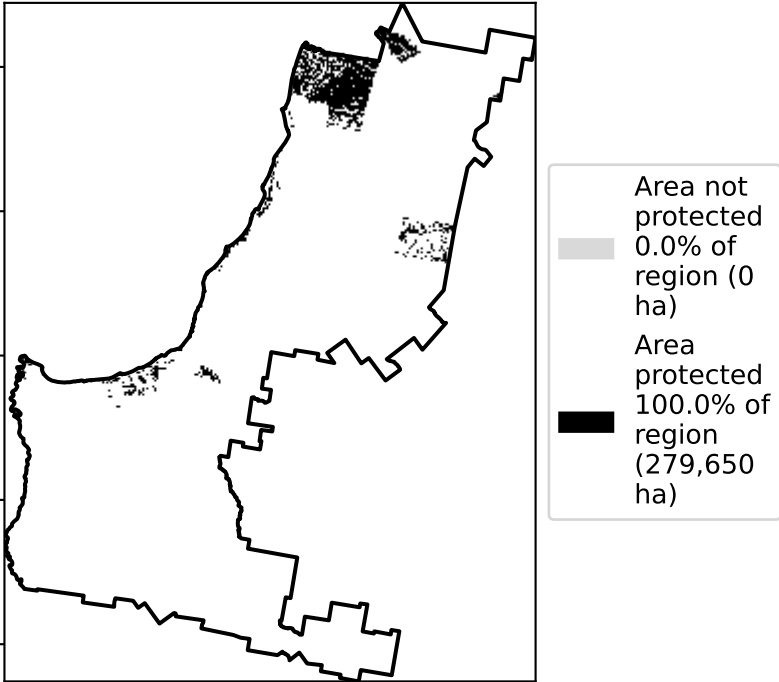 Area not
protected
0.0% of
region (0
ha)
Area
protected
100.0% of
region
(279,650
ha)